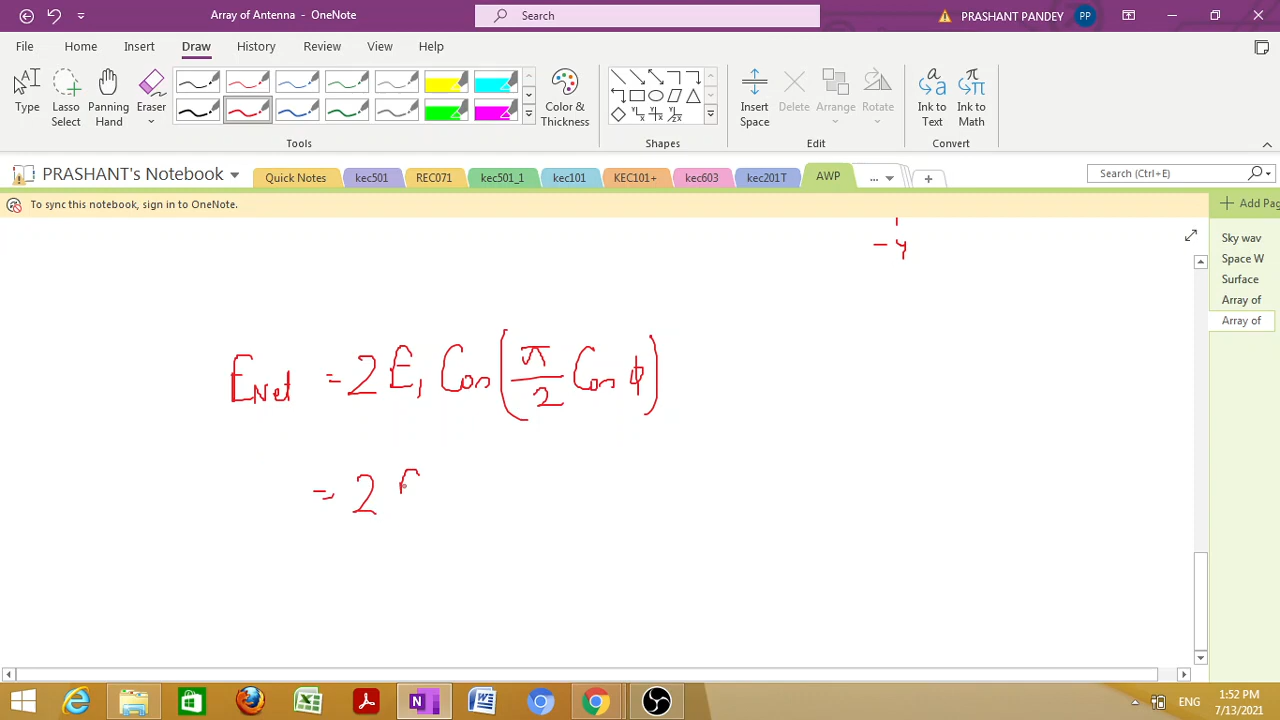 Array of Antenna - OneNote
Search
PRASHANT PANDEY PP
File Home Insert Draw History Review View Help
Type
Lasso Select
Panning Hand
Eraser
Color & Thickness
Insert Space
Delete
Arrange
Rotate
Ink to Text
Ink to Math
Tools
Shapes
Edit
Convert
PRASHANT'S Notebook
Quick Notes kec501 REC071 kec501_1 kec101 KEC101+ kec603 kec201T AWP ... +
Search (Ctrl+E)
To sync this notebook, sign in to OneNote.
Add Pag
Sky wav
Space W
Surface
Array of
Array of
- y
ENet = 2 E1 Cos(π/2 Cos ϕ)
= 2
ENG
1:52 PM
7/13/2021